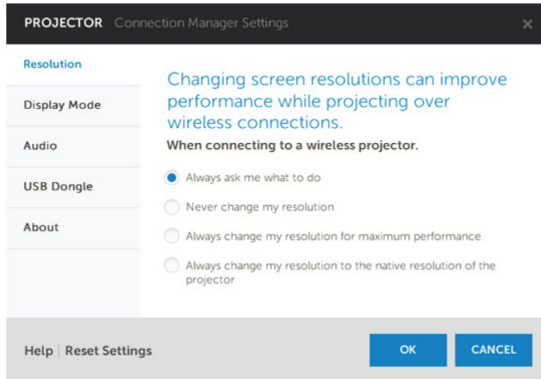 PROJECTOR Connection Manager Settings
Resolution
Display Mode
Audio
USB Dongle
About
Changing screen resolutions can improve
performance while projecting over
wireless connections.
When connecting to a wireless projector.
Always ask me what to do
Never change my resolution
Always change my resolution for maximum performance
Always change my resolution to the native resolution of the
projector
Help | Reset Settings
OK
CANCEL